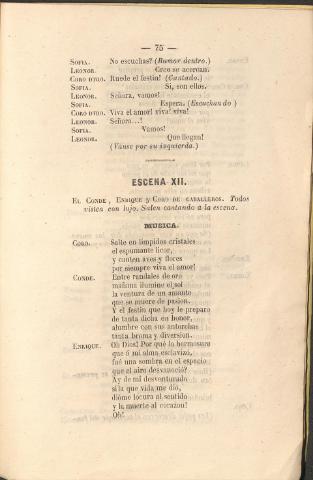 — 75 —
SOFIA. No escuchas? (Rumor dentro.)
LEONOR. Creo se acercan.
CORO D'TRO. Ruede el festin! (Cantado.)
SOFIA. Si, son ellos.
LEONOR. Señora, vamos!
SOFIA. Espera. (Escuchando)
CORO D'TRO. Viva el amor! viva! viva!
LEONOR. Señora...!
SOFIA. Vamos!
LEONOR. Que llegan!
(Vanse por su izquierda.)
ESCENA XII.
EL CONDE, ENRIQUE y CORO DE CABALLEROS. Todos
visten con lujo. Salen cantando a la escena.
MUSICA.
CORO. Salte en limpidos cristales
el espumante licor,
y canten aves y flores
por siempre viva el amor!
CONDE. Entre raudales de oro
mañana ilumine el sol
la ventura de un amante
que se muere de pasion.
Y el festin que hoy le preparo
de tanta dicha en honor,
alumbre con sus antorchas
tanta broma y diversion.
ENRIQUE. Oh Dios! Por qué la hermosura
que á mi alma esclavizó,
fué una sombra en el espacio
que el aire desvaneció?
Ay de mi desventurado
si la que vida me dió,
dióme locura al sentido
y la muerte al corazon!
Oh!